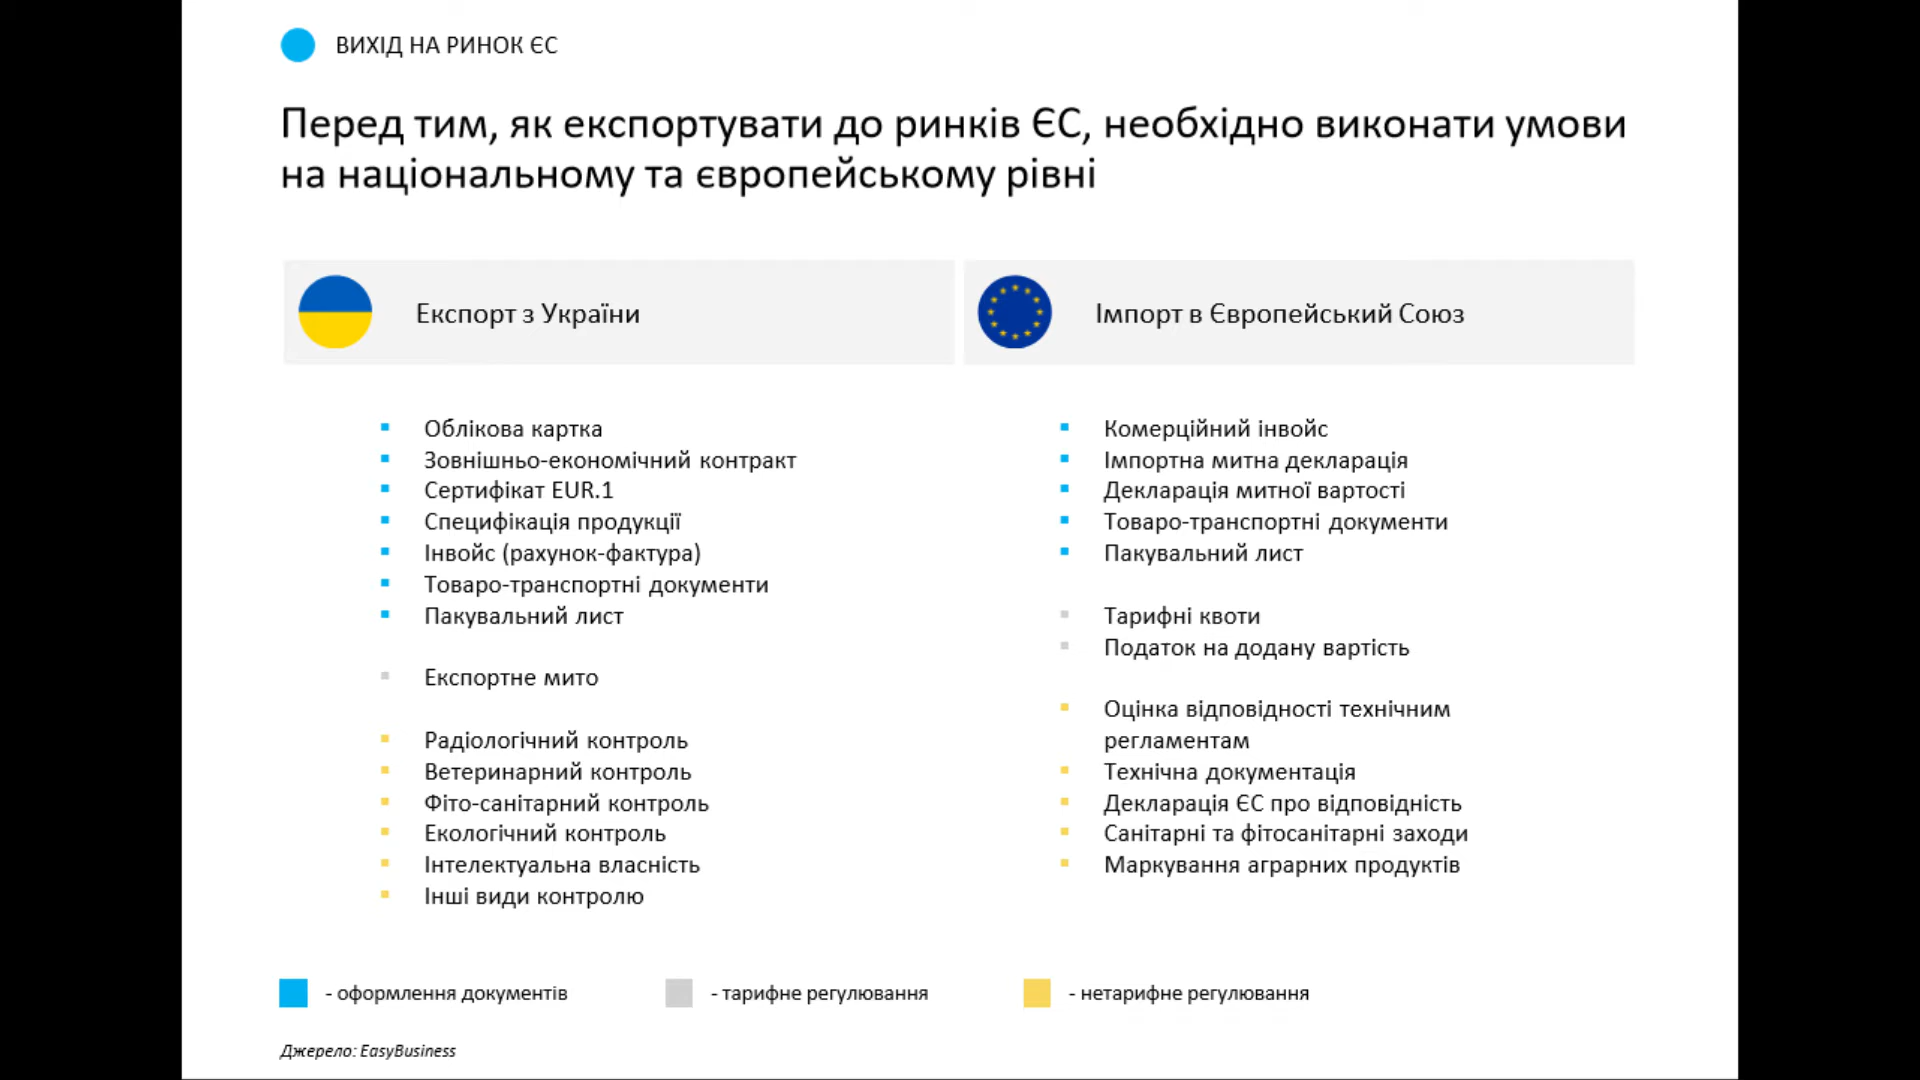 ВИХІД НА РИНОК ЄС
Перед тим, як експортувати до ринків ЄС, необхідно виконати умови
на національному та європейському рівні
Експорт з України
Облікова картка
Зовнішньо-економічний контракт
Сертифікат EUR.1
Специфікація продукції
Інвойс (рахунок-фактура)
Товаро-транспортні документи
Пакувальний лист
Експортне мито
Радіологічний контроль
Ветеринарний контроль
Фіто-санітарний контроль
Екологічний контроль
Інтелектуальна власність
Інші види контролю
Імпорт в Європейський Союз
Комерційний інвойс
Імпортна митна декларація
Декларація митної вартості
Товаро-транспортні документи
Пакувальний лист
Тарифні квоти
Податок на додану вартість
Оцінка відповідності технічним
регламентам
Технічна документація
Декларація ЄС про відповідність
Санітарні та фітосанітарні заходи
Маркування аграрних продуктів
- оформлення документів
- тарифне регулювання
- нетарифне регулювання
Джерело: EasyBusiness